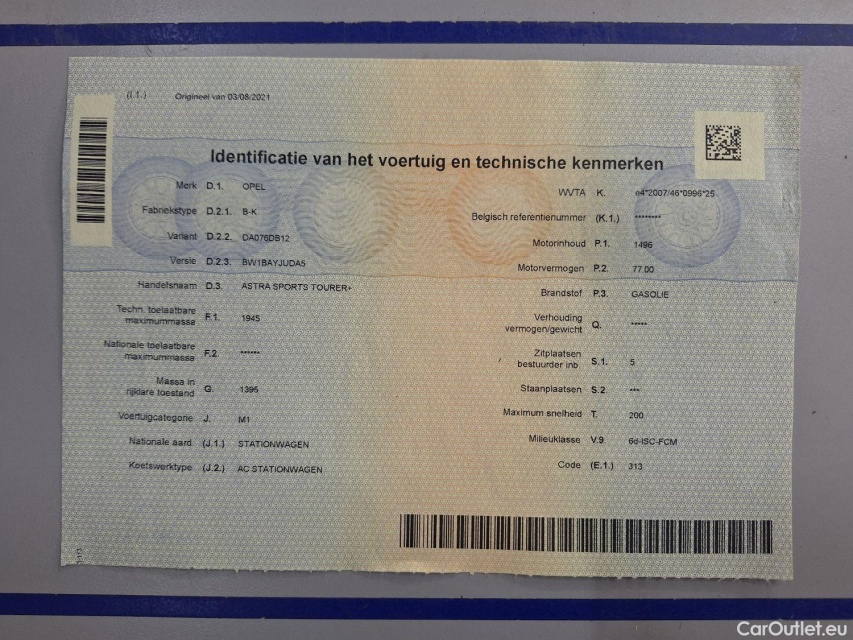 (I.1.) Origineel van 03/08/2021
Identificatie van het voertuig en technische kenmerken
Merk D.1. OPEL
Fabriekstype D.2.1. B-K
Variant D.2.2. DA076DB12
Versie D.2.3. BW1BAYJUDA5
Handelsnaam D.3. ASTRA SPORTS TOURER+
Techn. toelaatbare
maximummassa F.1. 1945
Nationale toelaatbare
maximummassa F.2. ******
Massa in
rijklare toestand G. 1395
Voertuigcategorie J. M1
Nationale aard (J.1.) STATIONWAGEN
Koetswerktype (J.2.) AC STATIONWAGEN
WVTA K. e4*2007/46*0996*25
Belgisch referentienummer (K.1.) ********
Motorinhoud P.1. 1496
Motorvermogen P.2. 77.00
Brandstof P.3. GASOLIE
Verhouding
vermogen/gewicht Q. *****
Zitplaatsen
bestuurder inb. S.1. 5
Staanplaatsen S.2. ***
Maximum snelheid T. 200
Milieuklasse V.9. 6d-ISC-FCM
Code (E.1.) 313
CarOutlet.eu